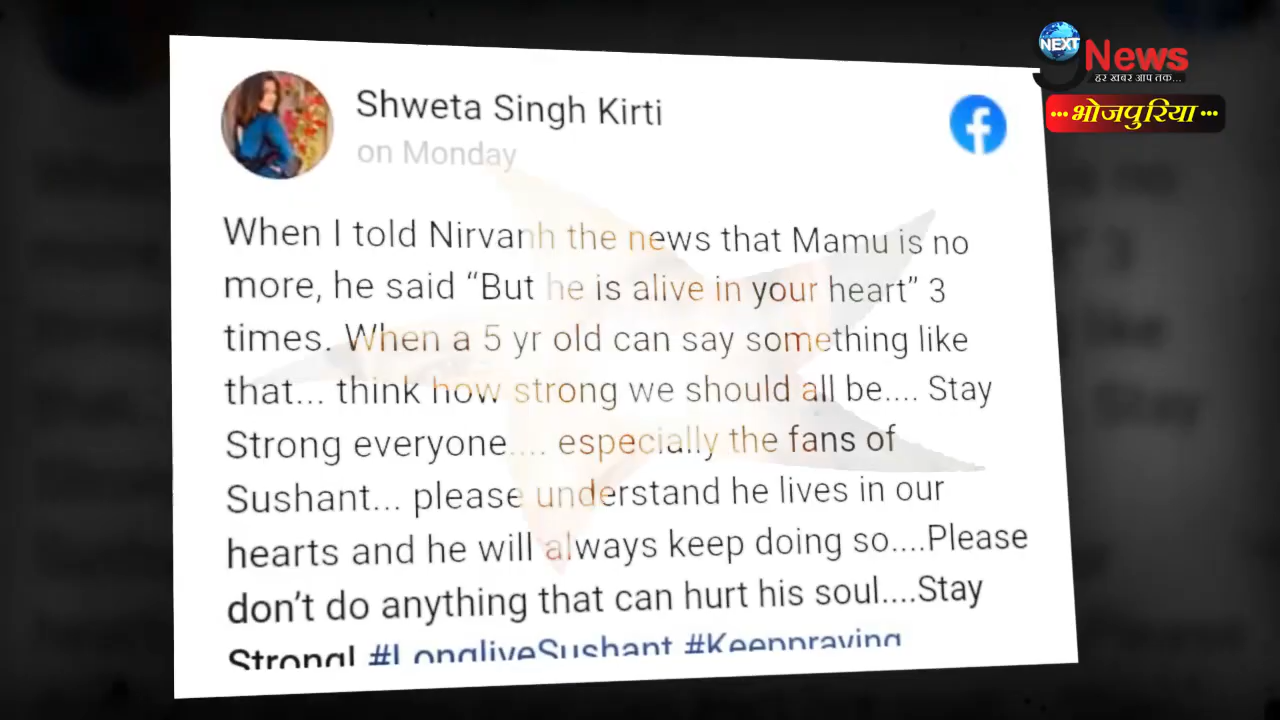 NEXT
News
हर खबर आप तक...
...भोजपुरिया...
Shweta Singh Kirti
on Monday
When I told Nirvanh the news that Mamu is no
more, he said “But he is alive in your heart” 3
times. When a 5 yr old can say something like
that... think how strong we should all be.... Stay
Strong everyone.... especially the fans of
Sushant... please understand he lives in our
hearts and he will always keep doing so....Please
don’t do anything that can hurt his soul....Stay
Strong! #LongliveSushant #Keeppraying